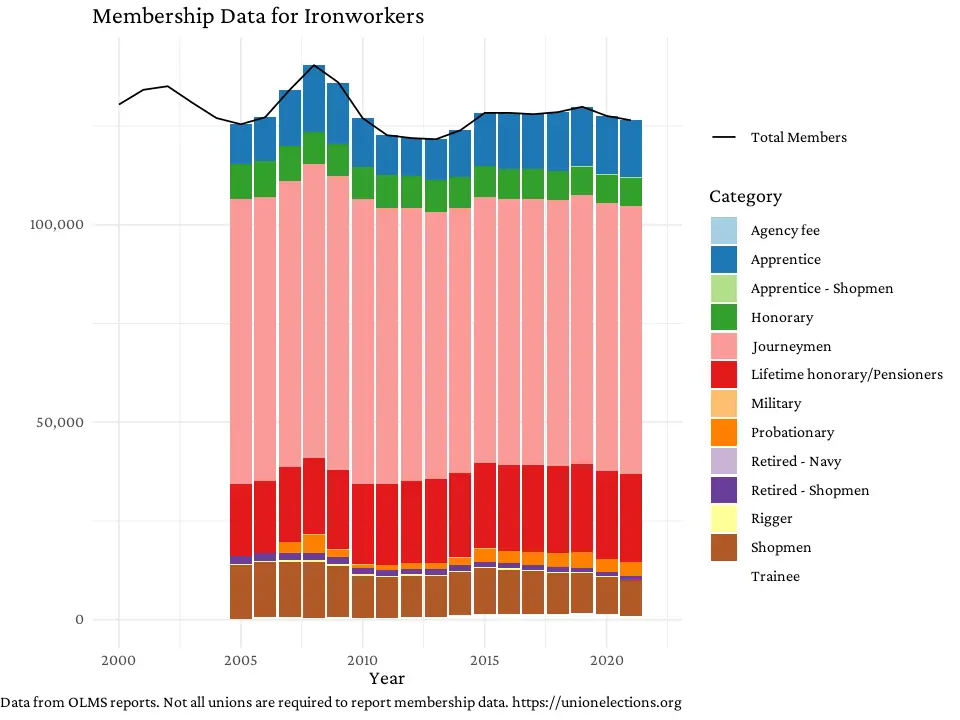 Membership Data for Ironworkers
100,000
50,000
0
2000
2005
2010
2015
2020
Year
Total Members
Category
Agency fee
Apprentice
Apprentice - Shopmen
Honorary
Journeymen
Lifetime honorary/Pensioners
Military
Probationary
Retired - Navy
Retired - Shopmen
Rigger
Shopmen
Trainee
Data from OLMS reports. Not all unions are required to report membership data. https://unionelections.org